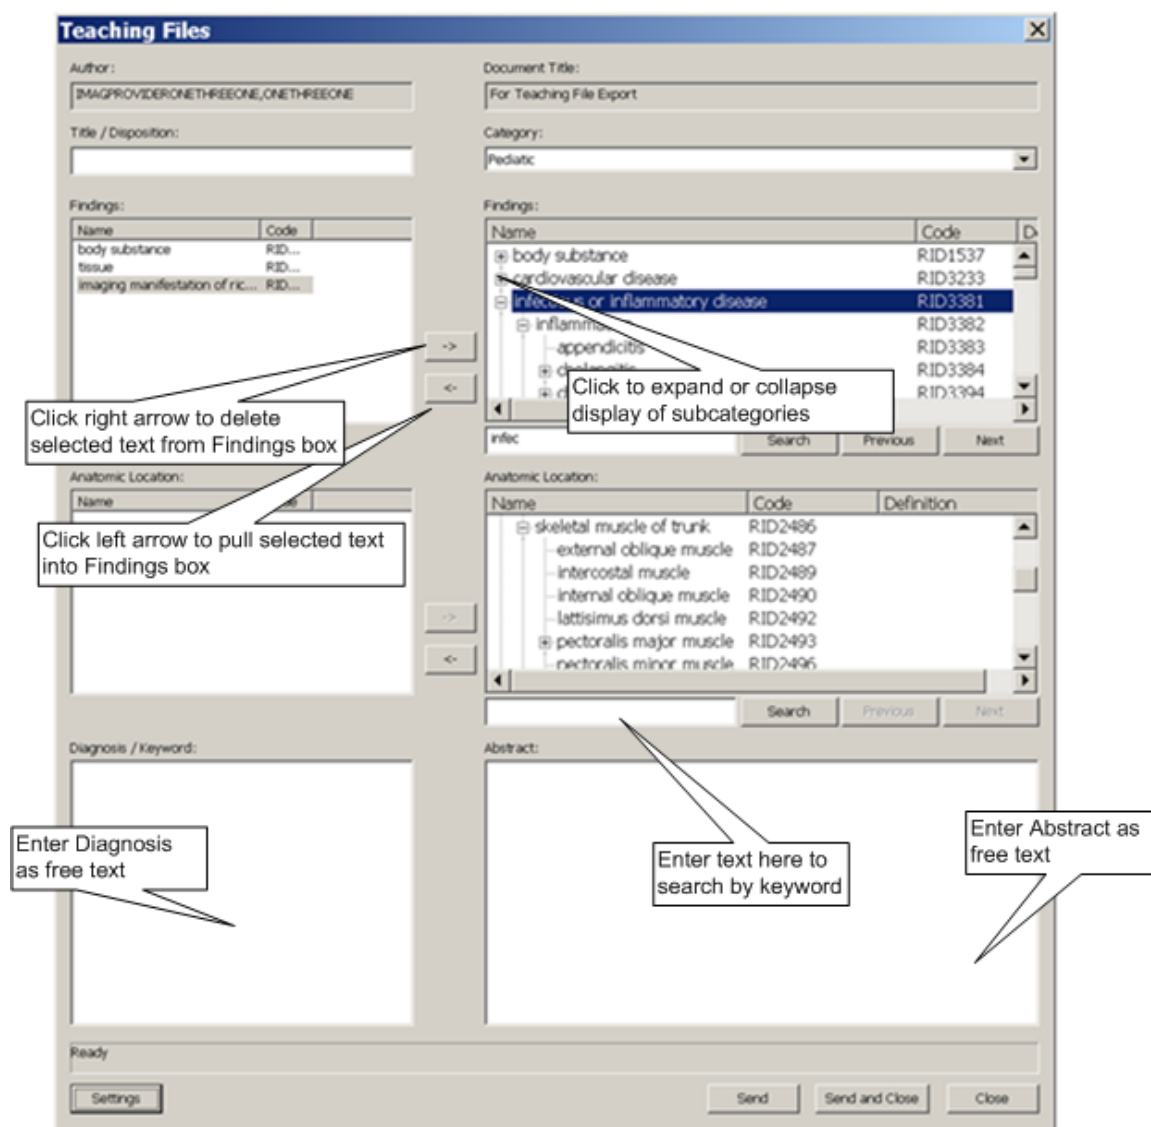 Teaching Files
Author:
Document Title:
IMAGPROVIDERONETHREEONE,ONETHREEONE
For Teaching File Export
Title / Disposition:
Category:
Pediatic
Findings:
Findings:
Name Code
body substance RID...
tissue RID...
imaging manifestation of ric... RID...
Name Code
body substance RID1537
cardiovascular disease RID3233
infectious or inflammatory disease RID3381
RID3382
appendicitis RID3383
RID3384
RID3394
->
<-
Click to expand or collapse
display of subcategories
Click right arrow to delete
selected text from Findings box
infec
Search Previous Next
Anatomic Location:
Anatomic Location:
Name
Click left arrow to pull selected text
into Findings box
Name Code Definition
skeletal muscle of trunk RID2486
external oblique muscle RID2487
intercostal muscle RID2489
internal oblique muscle RID2490
lattisimus dorsi muscle RID2492
pectoralis major muscle RID2493
pectoralis minor muscle RID2496
->
<-
Search Previous Next
Diagnosis / Keyword:
Abstract:
Enter Diagnosis
as free text
Enter text here to
search by keyword
Enter Abstract as
free text
Ready
Settings Send Send and Close Close